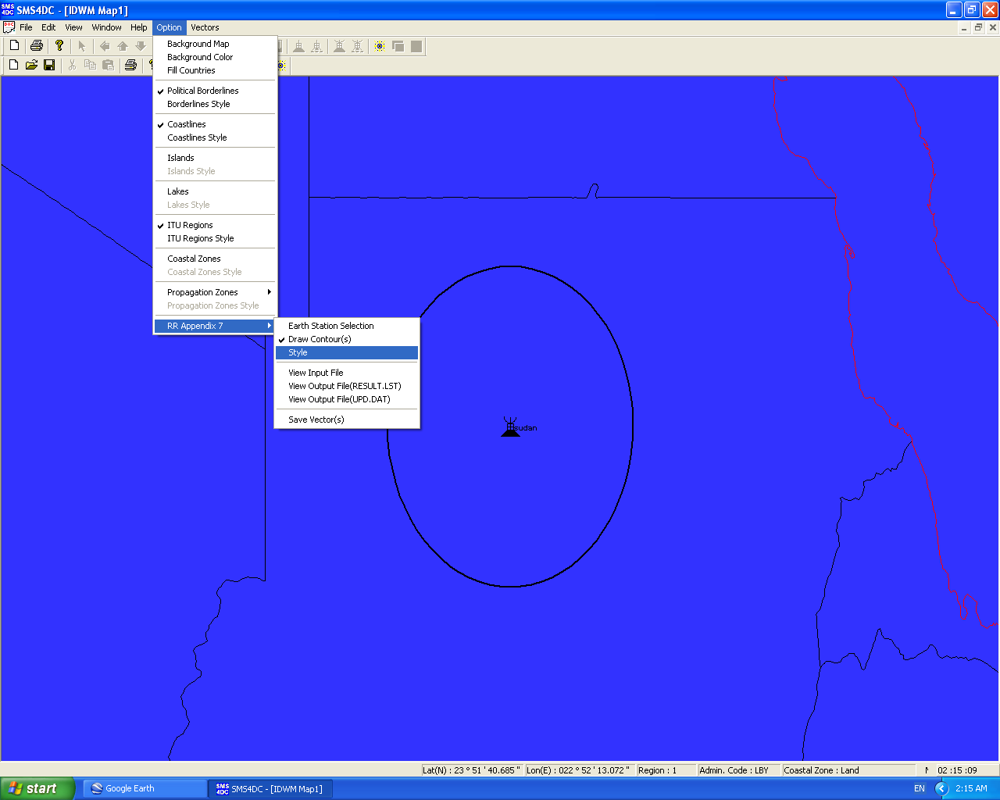 SMS4DC - [IDWM Map1]
File Edit View Window Help Option Vectors
Background Map
Background Color
Fill Countries
Political Borderlines
Borderlines Style
Coastlines
Coastlines Style
Islands
Islands Style
Lakes
Lakes Style
ITU Regions
ITU Regions Style
Coastal Zones
Coastal Zones Style
Propagation Zones
Propagation Zones Style
RR Appendix 7
Earth Station Selection
Draw Contour(s)
Style
View Input File
View Output File(RESULT.LST)
View Output File(UPD.DAT)
Save Vector(s)
sudan
Lat(N) : 23 ° 51 ' 40.685 " Lon(E) : 022 ° 52 ' 13.072 " Region : 1 Admin. Code : LBY Coastal Zone : Land 02 : 15:09
start Google Earth SMS 4DC SMS4DC - [IDWM Map1] EN 2:15 AM